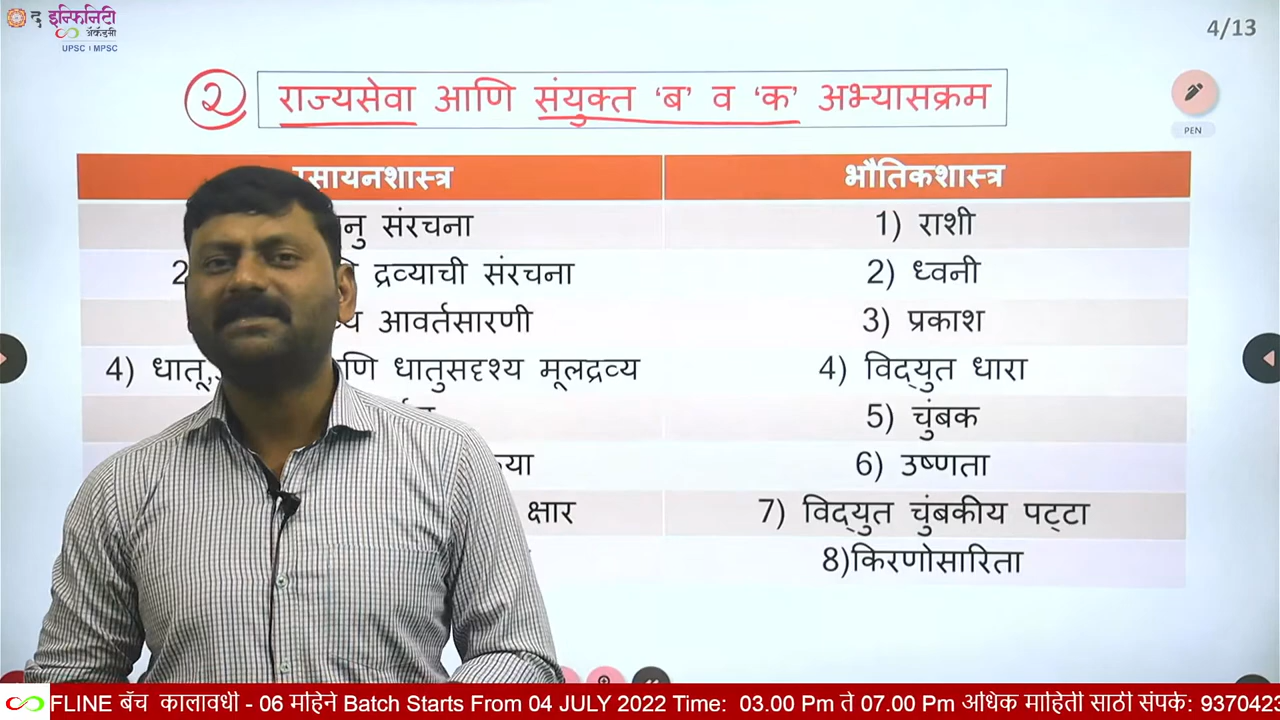 द इन्फिनिटी
अ‍ॅकॅडमी
UPSC । MPSC
4/13
२ राज्यसेवा आणि संयुक्त ‘ब’ व ‘क’ अभ्यासक्रम
PEN
रसायनशास्त्र भौतिकशास्त्र
संरचना 1) राशी
2 द्रव्याची संरचना 2) ध्वनी
आवर्तसारणी 3) प्रकाश
4) धातू, धातुसदृश्य मूलद्रव्य 4) विद्‌युत धारा
5) चुंबक
6) उष्णता
क्षार 7) विद्‌युत चुंबकीय पट्‌टा
8)किरणोसारिता
FLINE बॅच कालावधी - 06 महिने Batch Starts From 04 JULY 2022 Time: 03.00 Pm ते 07.00 Pm अधिक माहिती साठी संपर्क: 9370423